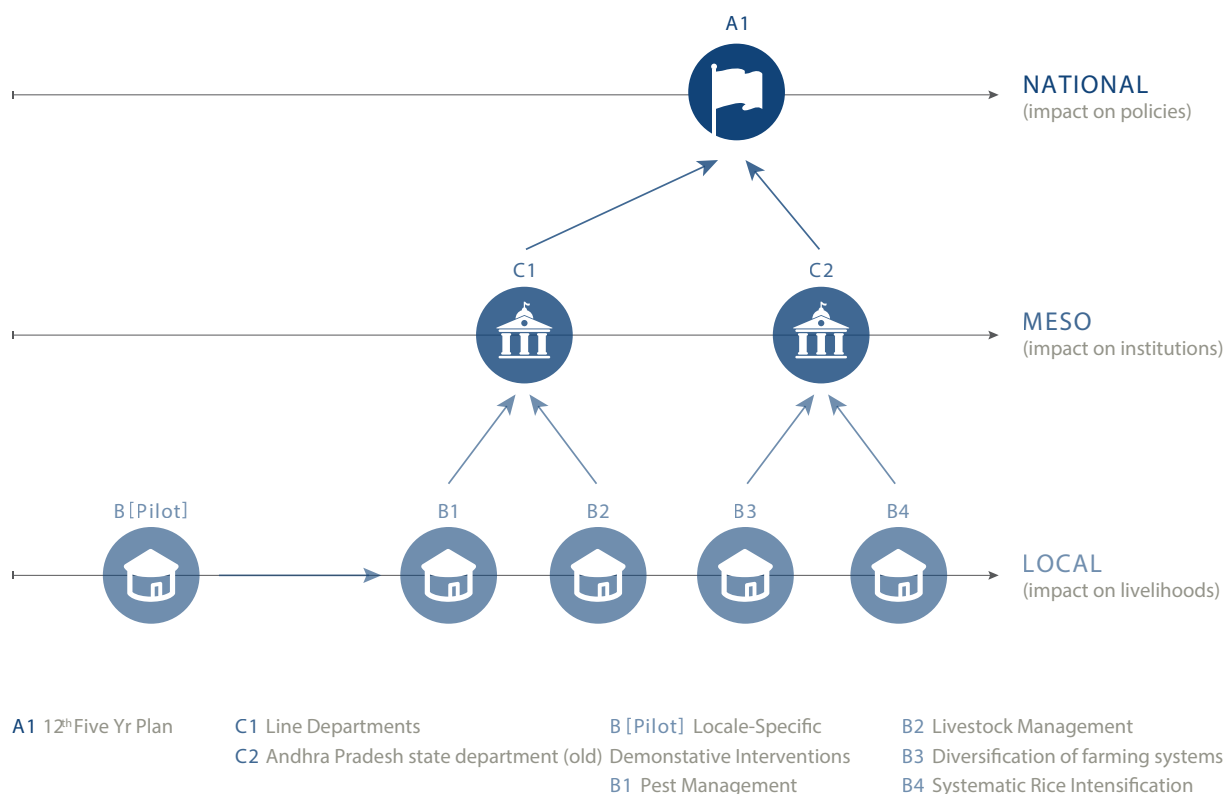 A1
NATIONAL
(impact on policies)
C1
C2
MESO
(impact on institutions)
B [Pilot]
B1
B2
B3
B4
LOCAL
(impact on livelihoods)
A1 12th Five Yr Plan
C1 Line Departments
C2 Andhra Pradesh state department (old)
B [Pilot] Locale-Specific
Demonstative Interventions
B1 Pest Management
B2 Livestock Management
B3 Diversification of farming systems
B4 Systematic Rice Intensification